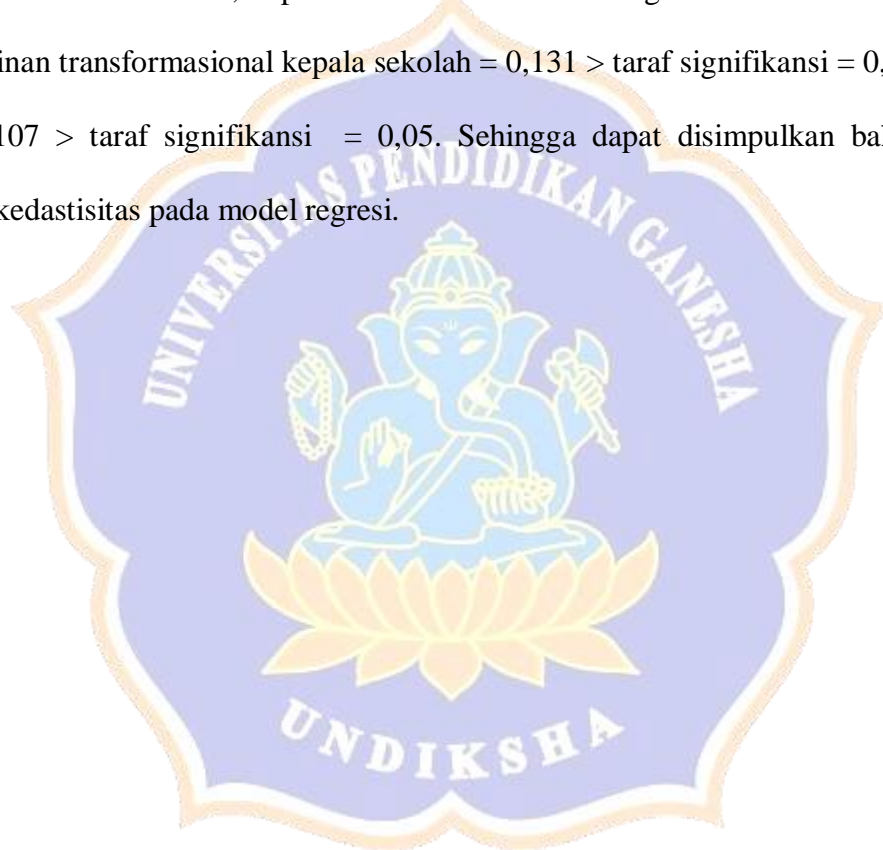 inan transformasional kepala sekolah = 0,131 > taraf signifikansi = 0,
107 > taraf signifikansi = 0,05. Sehingga dapat disimpulkan bal
kedastisitas pada model regresi.
UNIVERSITAS PENDIDIKAN GANESHA
UNDIKSHA